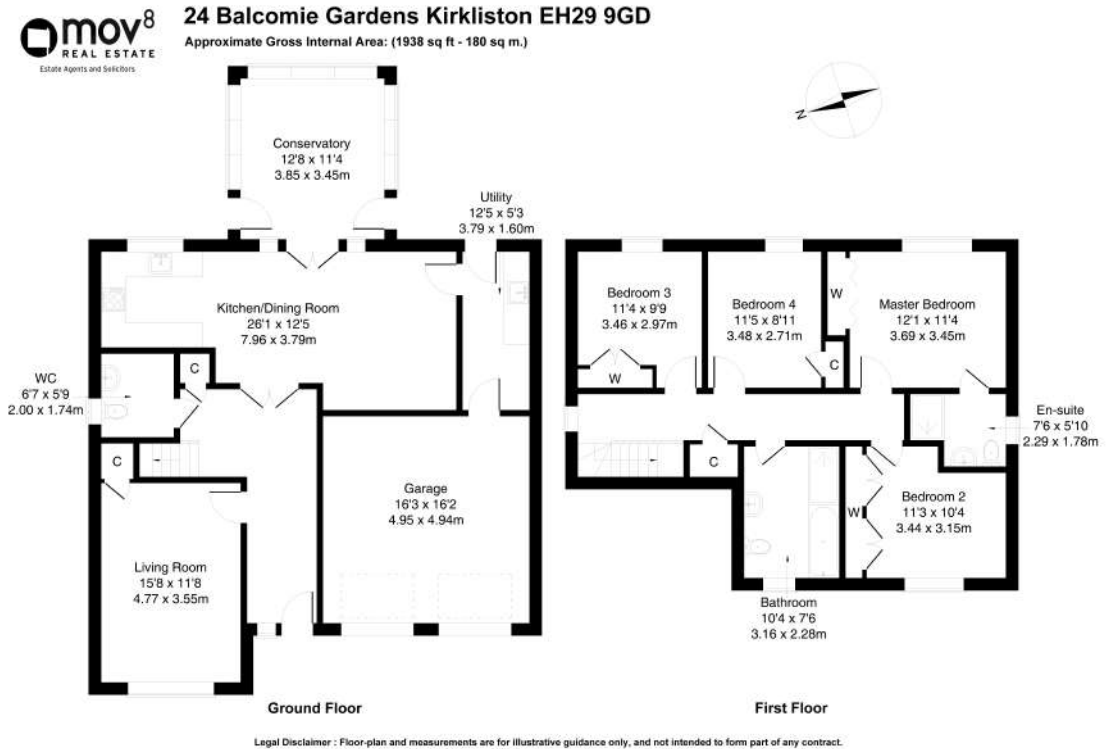 mov8
REAL ESTATE
Estate Agents and Solicitors
24 Balcomie Gardens Kirkliston EH29 9GD
Approximate Gross Internal Area: (1938 sq ft - 180 sq m.)
N
Conservatory
12'8 x 11'4
3.85 x 3.45m
Utility
12'5 x 5'3
3.79 x 1.60m
Kitchen/Dining Room
26'1 x 12'5
7.96 x 3.79m
WC
6'7 x 5'9
2.00 x 1.74m
C
C
Garage
16'3 x 16'2
4.95 x 4.94m
Living Room
15'8 x 11'8
4.77 x 3.55m
Ground Floor
Bedroom 3
11'4 x 9'9
3.46 x 2.97m
W
Bedroom 4
11'5 x 8'11
3.48 x 2.71m
C
W
Master Bedroom
12'1 x 11'4
3.69 x 3.45m
En-suite
7'6 x 5'10
2.29 x 1.78m
C
W
Bedroom 2
11'3 x 10'4
3.44 x 3.15m
Bathroom
10'4 x 7'6
3.16 x 2.28m
First Floor
Legal Disclaimer : Floor-plan and measurements are for illustrative guidance only, and not intended to form part of any contract.